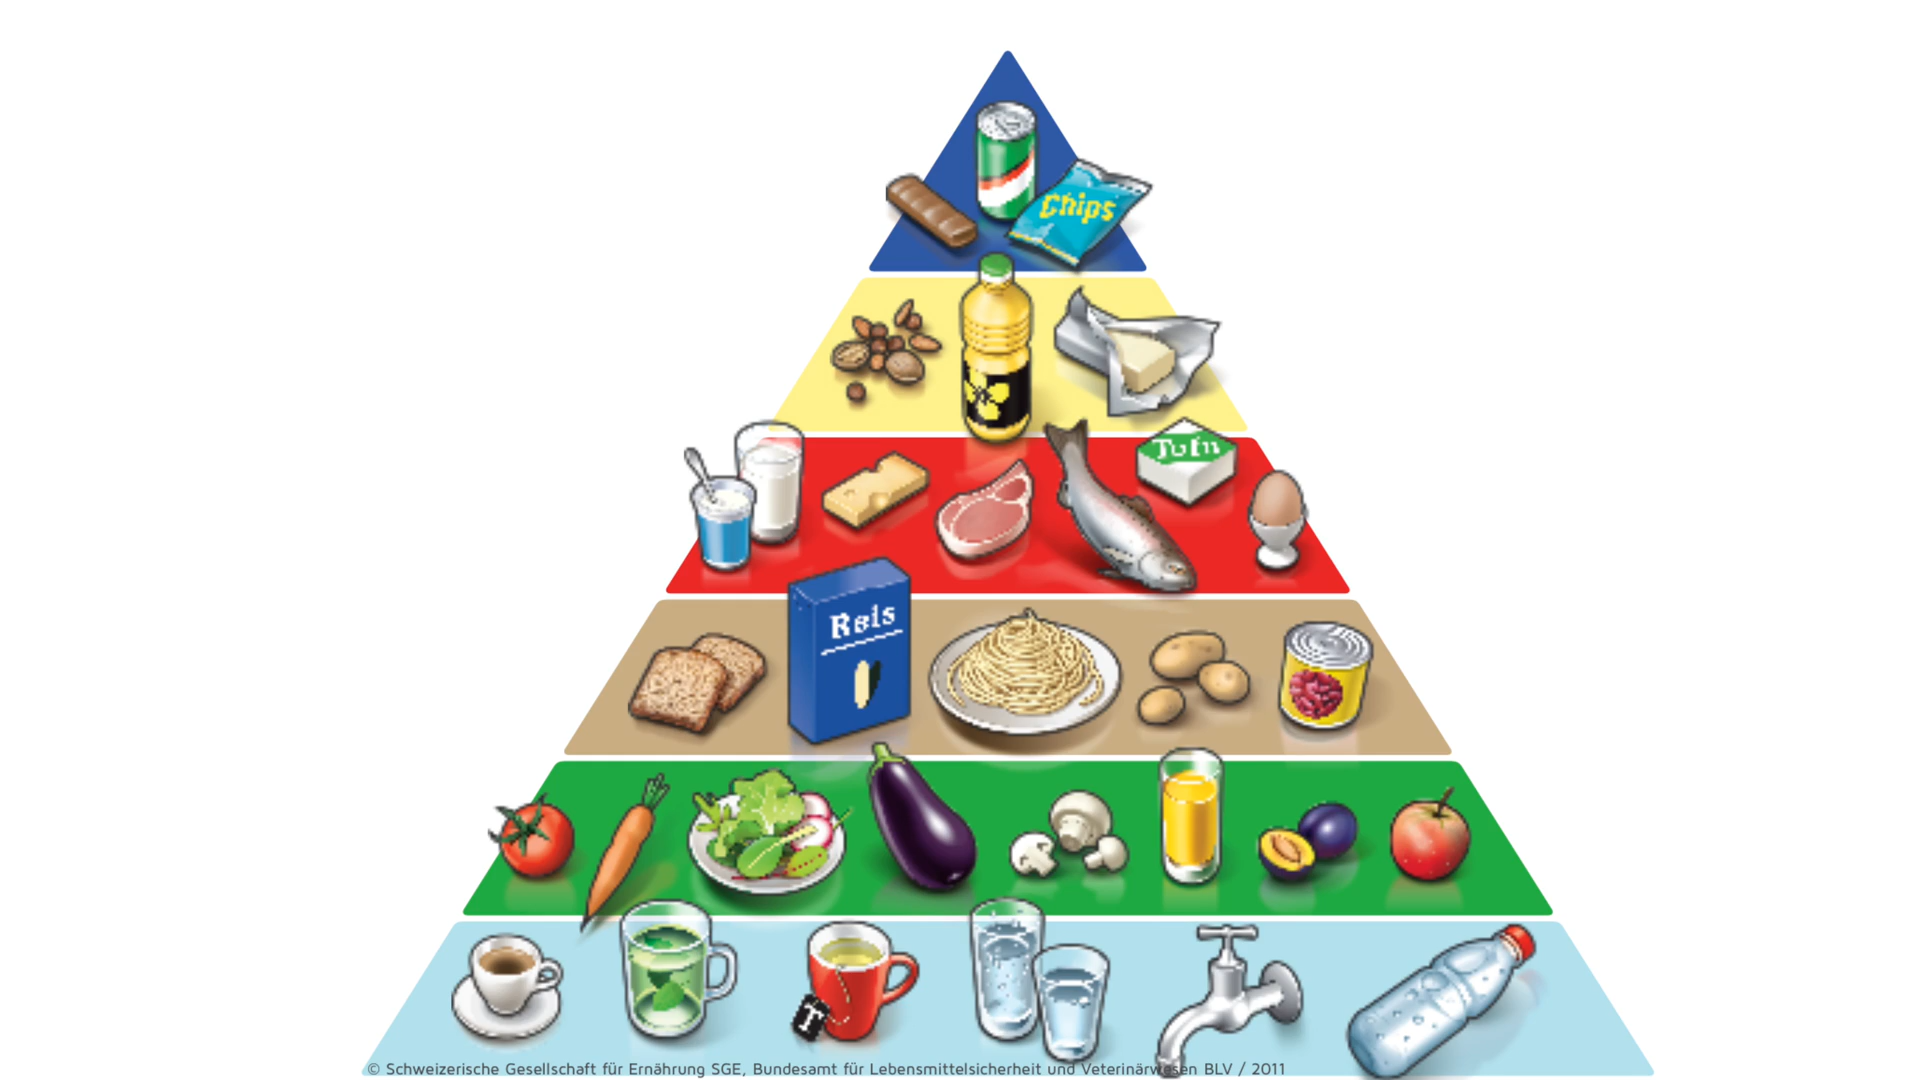 Chips
Tofu
Reis
T
© Schweizerische Gesellschaft für Ernährung SGE, Bundesamt für Lebensmittelsicherheit und Veterinärwesen BLV / 2011